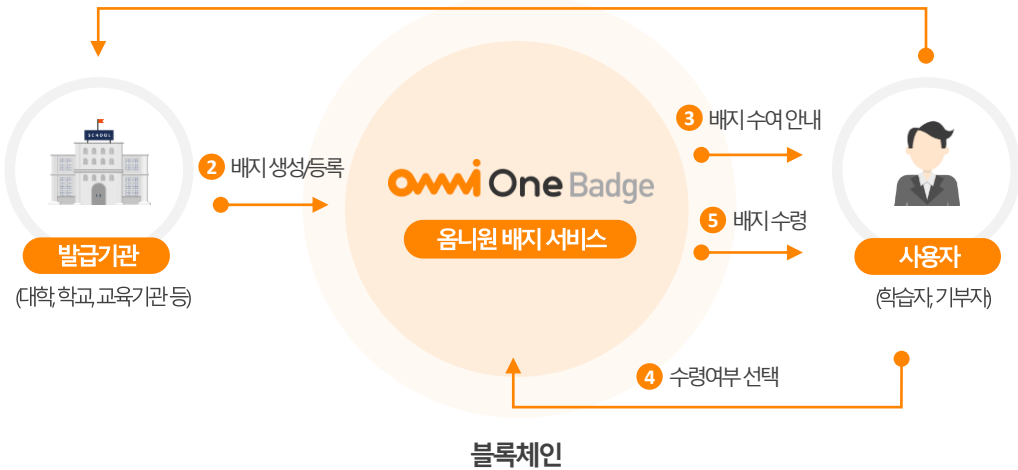 SCHOOL
발급기관
(대학, 학교, 교육기관 등)
2 배지 생성/등록
omni One Badge
옴니원 배지 서비스
3 배지 수여 안내
5 배지 수령
사용자
(학습자, 기부자)
4 수령여부 선택
블록체인